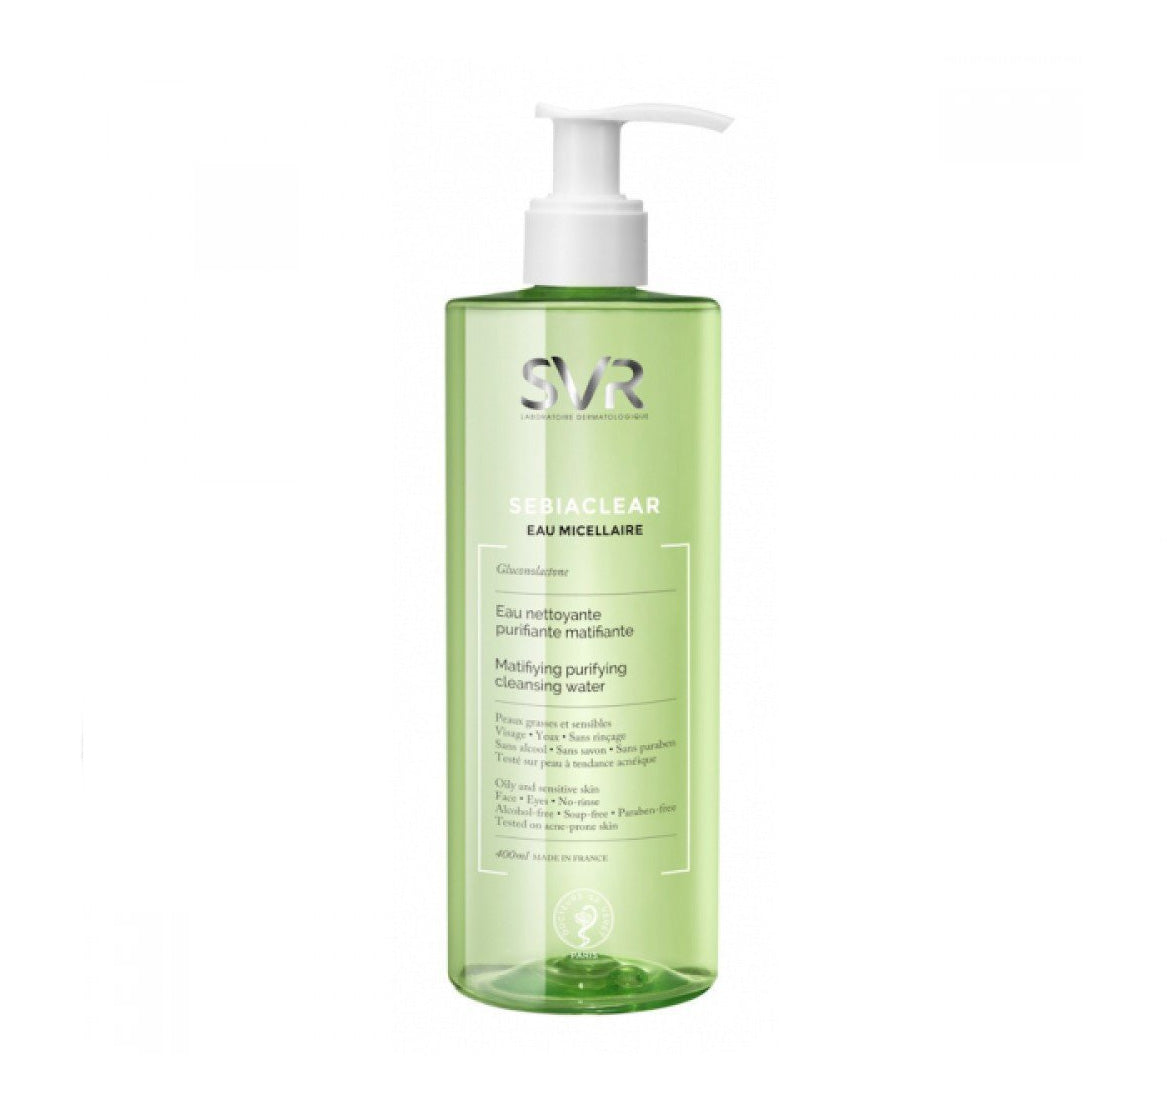 SVR
LABORATOIRE DERMATOLOGIQUE
SEBIACLEAR
EAU MICELLAIRE
Gluconolactone
Eau nettoyante
purifiante matifiante
Matifiying purifying
cleansing water
Peaux grasses et sensibles
Visage • Yeux • Sans rinçage
Sans alcool • Sans savon • Sans paraben
Testé sur peau à tendance acnéique
Oily and sensitive skin
Face • Eyes • No-rinse
Alcohol-free • Soap-free • Paraben-free
Tested on acne-prone skin
400ml MADE IN FRANCE
PARIS